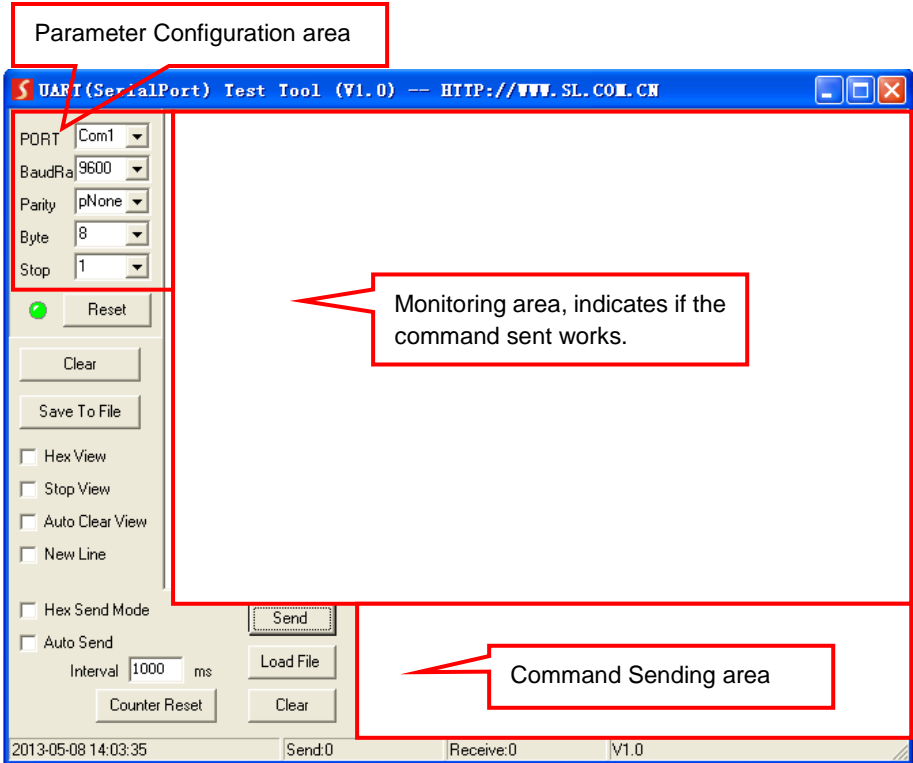 Parameter Configuration area
UART(SerialPort) Test Tool (V1.0) -- HTTP://WWW.SL.COM.CN
PORT Com1
BaudRa 9600
Parity pNone
Byte 8
Stop 1
Reset
Monitoring area, indicates if the
command sent works.
Clear
Save To File
Hex View
Stop View
Auto Clear View
New Line
Hex Send Mode
Send
Auto Send
Interval 1000 ms
Load File
Command Sending area
Counter Reset
Clear
2013-05-08 14:03:35 Send:0 Receive:0 V1.0